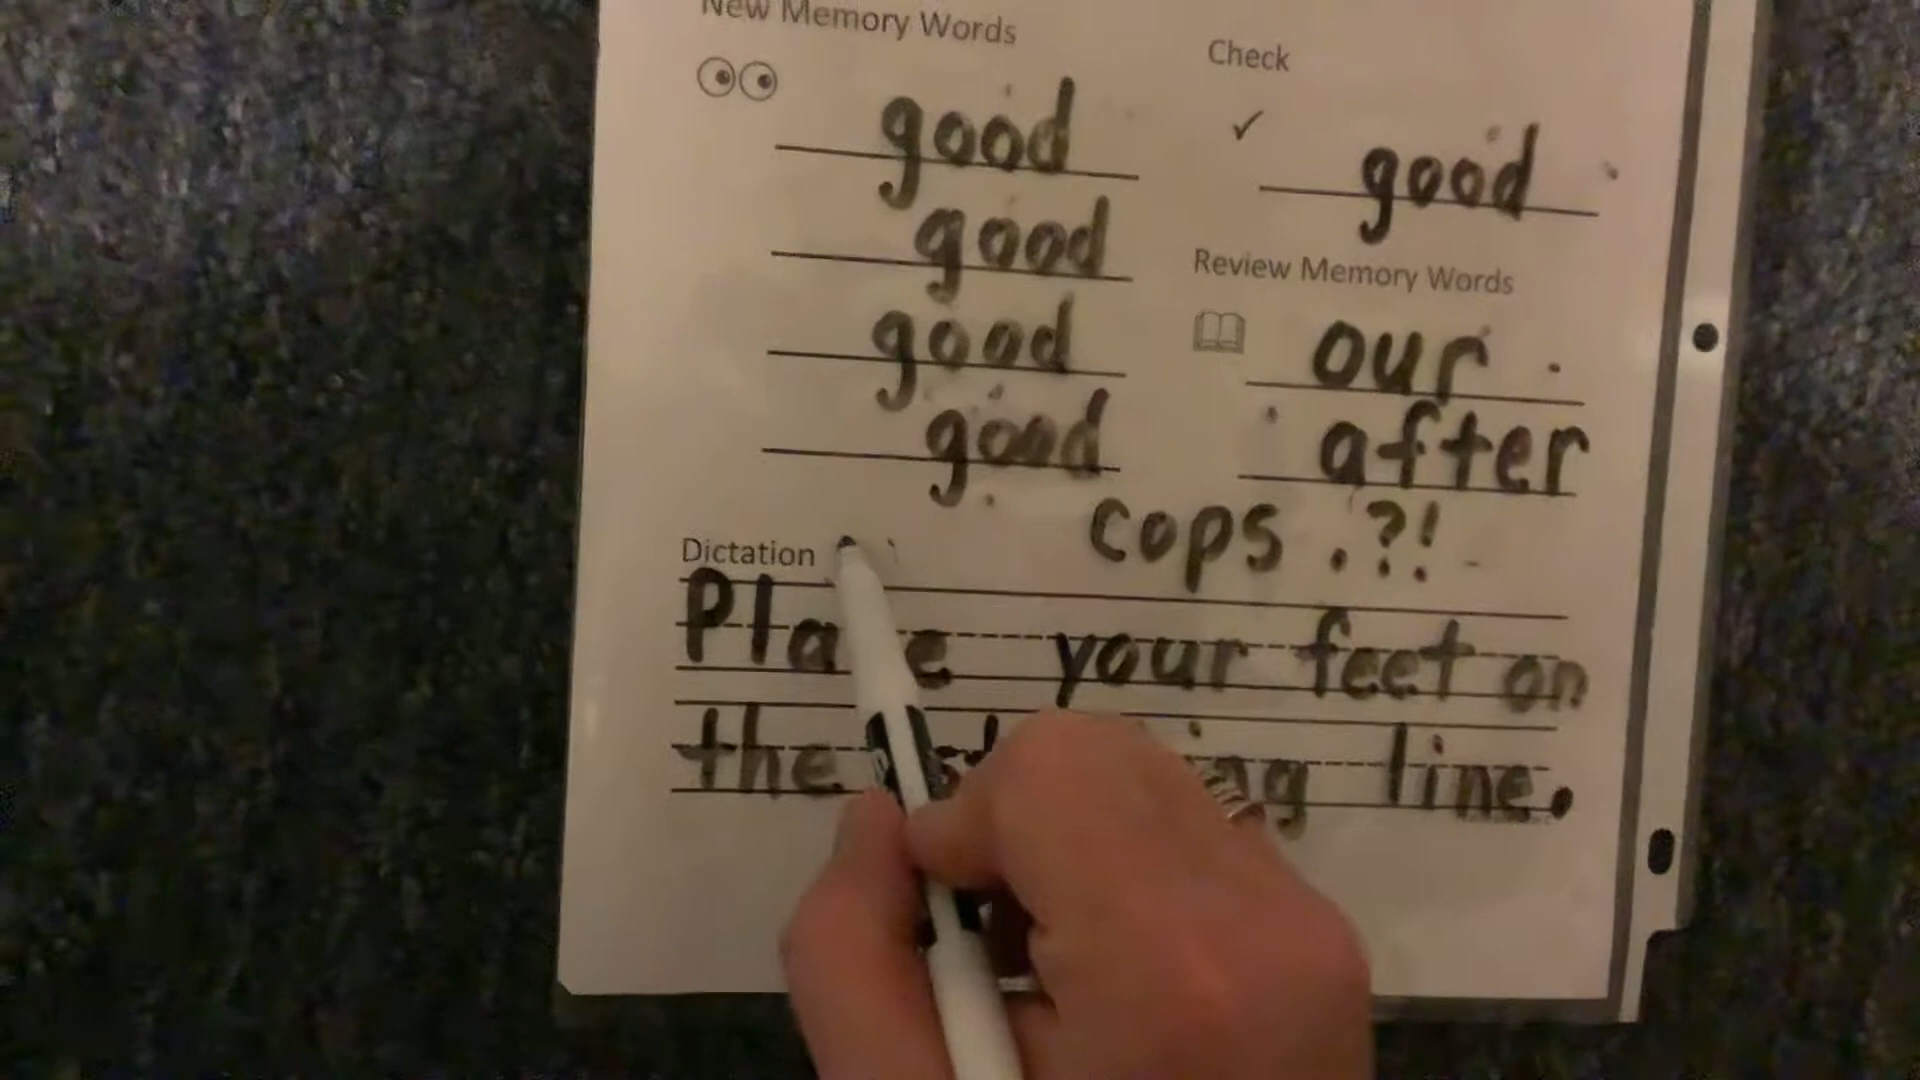 New Memory Words
good
good
good
good
Check
✓ good
Review Memory Words
our
after
cops .?!
Dictation
your feet on
the line.